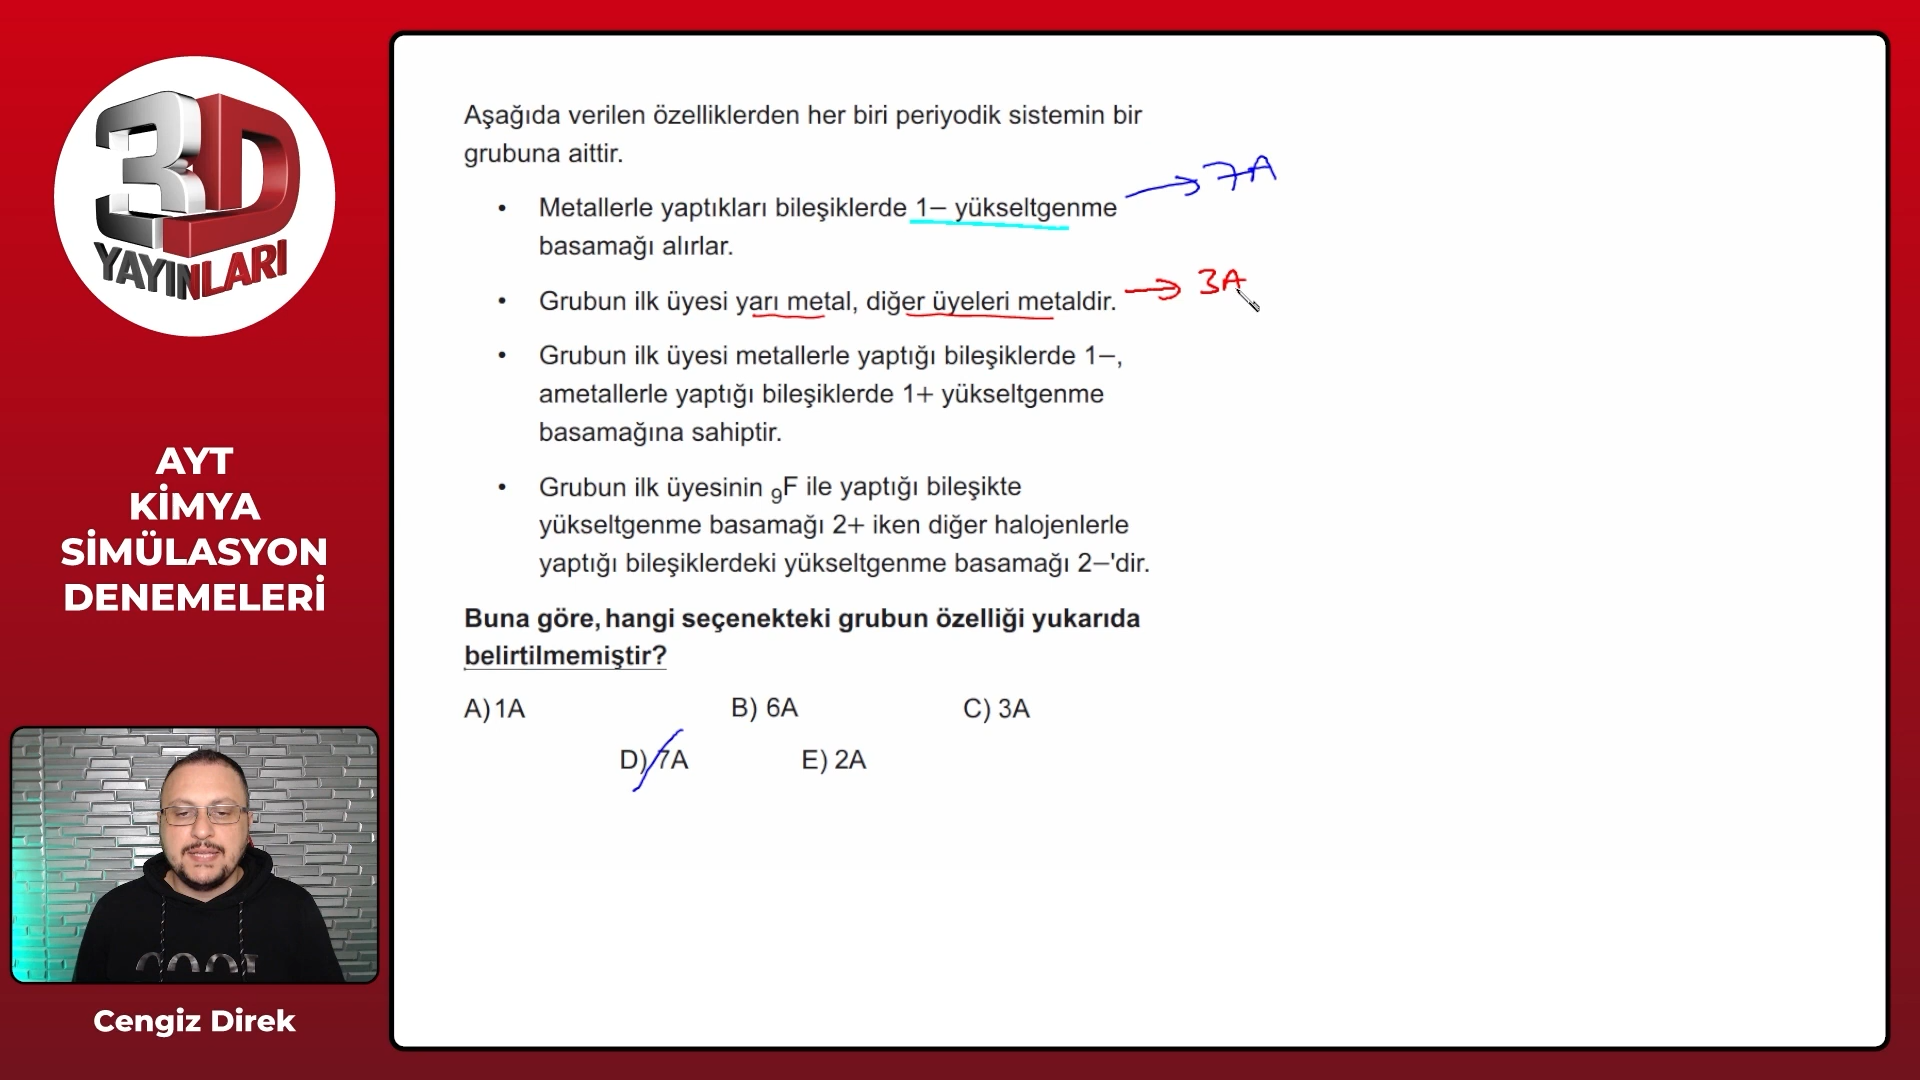 3D
YAYINLARI
AYT
KİMYA
SİMÜLASYON
DENEMELERİ
Cengiz Direk
Aşağıda verilen özelliklerden her biri periyodik sistemin bir
grubuna aittir.
• Metallerle yaptıkları bileşiklerde 1– yükseltgenme → 7A
basamağı alırlar.
• Grubun ilk üyesi yarı metal, diğer üyeleri metaldir. → 3A
• Grubun ilk üyesi metallerle yaptığı bileşiklerde 1–,
ametallerle yaptığı bileşiklerde 1+ yükseltgenme
basamağına sahiptir.
• Grubun ilk üyesinin ₉F ile yaptığı bileşikte
yükseltgenme basamağı 2+ iken diğer halojenlerle
yaptığı bileşiklerdeki yükseltgenme basamağı 2–'dir.
Buna göre, hangi seçenekteki grubun özelliği yukarıda
belirtilmemiştir?
A) 1A B) 6A C) 3A
D) 7A E) 2A